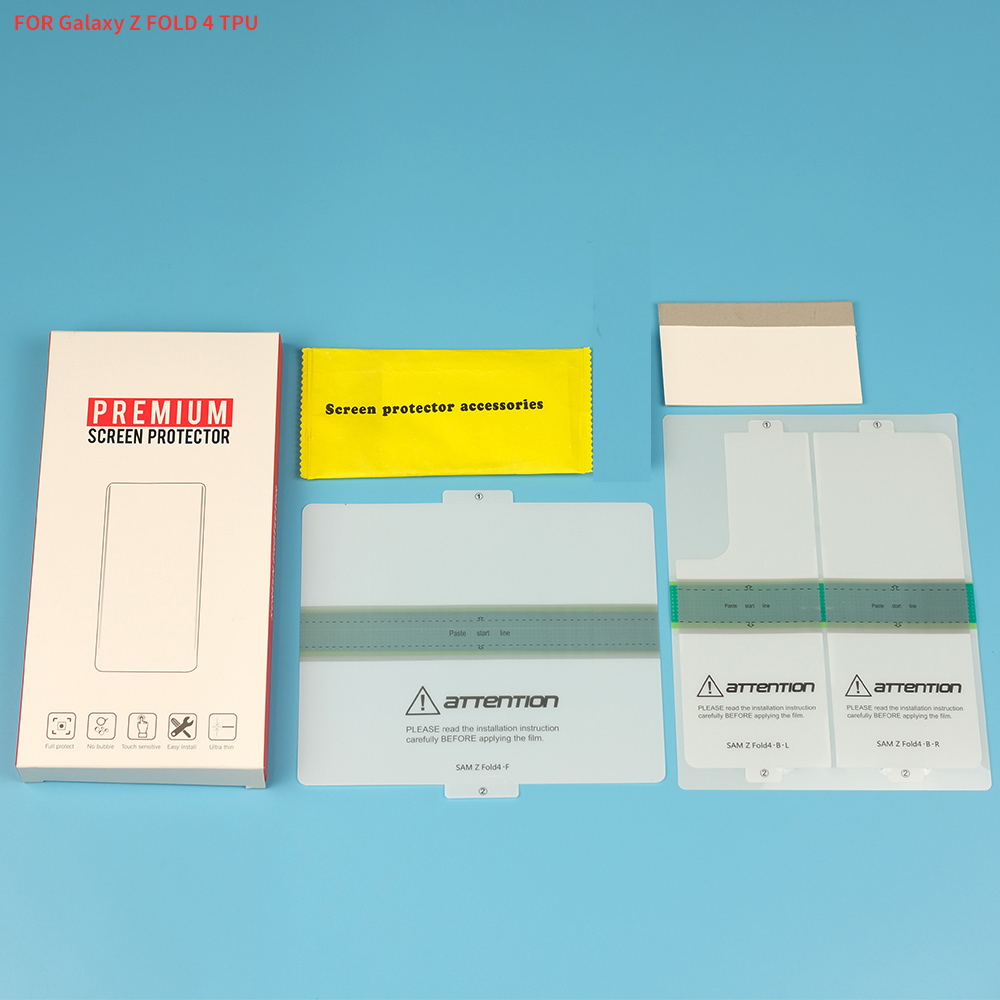 FOR Galaxy Z FOLD 4 TPU
PREMIUM
SCREEN PROTECTOR
Full protect
No bubble
Touch sensitive
Easy install
Ultra thin
Screen protector accessories
①
Paste start line
ATTENTION
PLEASE read the installation instruction
carefully BEFORE applying the film.
SAM Z Fold4·F
②
①
①
Paste start line
Paste start line
ATTENTION
PLEASE read the installation instruction
carefully BEFORE applying the film.
SAM Z Fold4·B·L
②
ATTENTION
PLEASE read the installation instruction
carefully BEFORE applying the film.
SAM Z Fold4·B·R
②